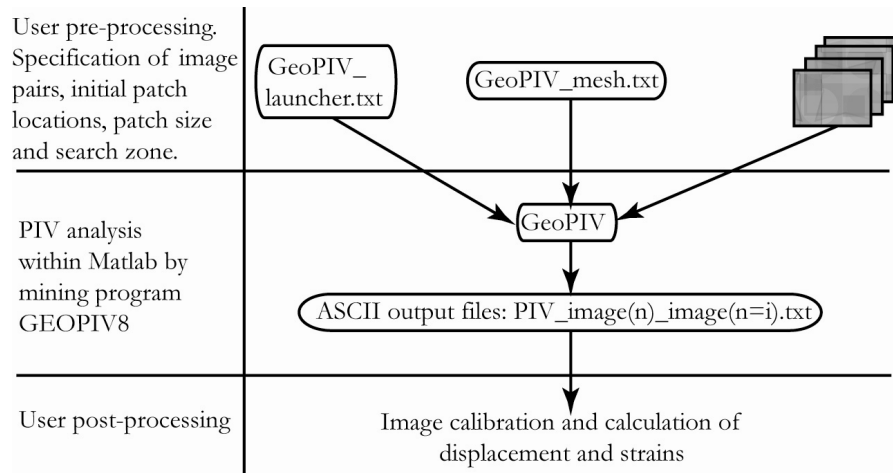 User pre-processing.
Specification of image
pairs, initial patch
locations, patch size
and search zone.
GeoPIV_
launcher.txt
GeoPIV_mesh.txt
PIV analysis
within Matlab by
mining program
GEOPIV8
GeoPIV
ASCII output files: PIV_image(n)_image(n=i).txt
User post-processing
Image calibration and calculation of
displacement and strains